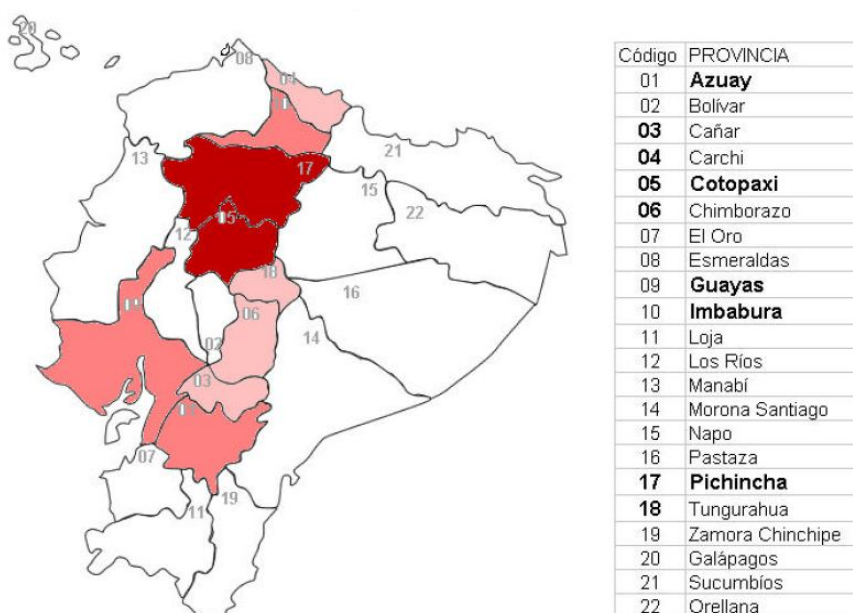 20
08
04
1
13
17
21
15
22
05
12
18
16
06
14
02
03
07
11
19
Código PROVINCIA
01 Azuay
02 Bolívar
03 Cañar
04 Carchi
05 Cotopaxi
06 Chimborazo
07 El Oro
08 Esmeraldas
09 Guayas
10 Imbabura
11 Loja
12 Los Ríos
13 Manabí
14 Morona Santiago
15 Napo
16 Pastaza
17 Pichincha
18 Tungurahua
19 Zamora Chinchipe
20 Galápagos
21 Sucumbíos
22 Orellana